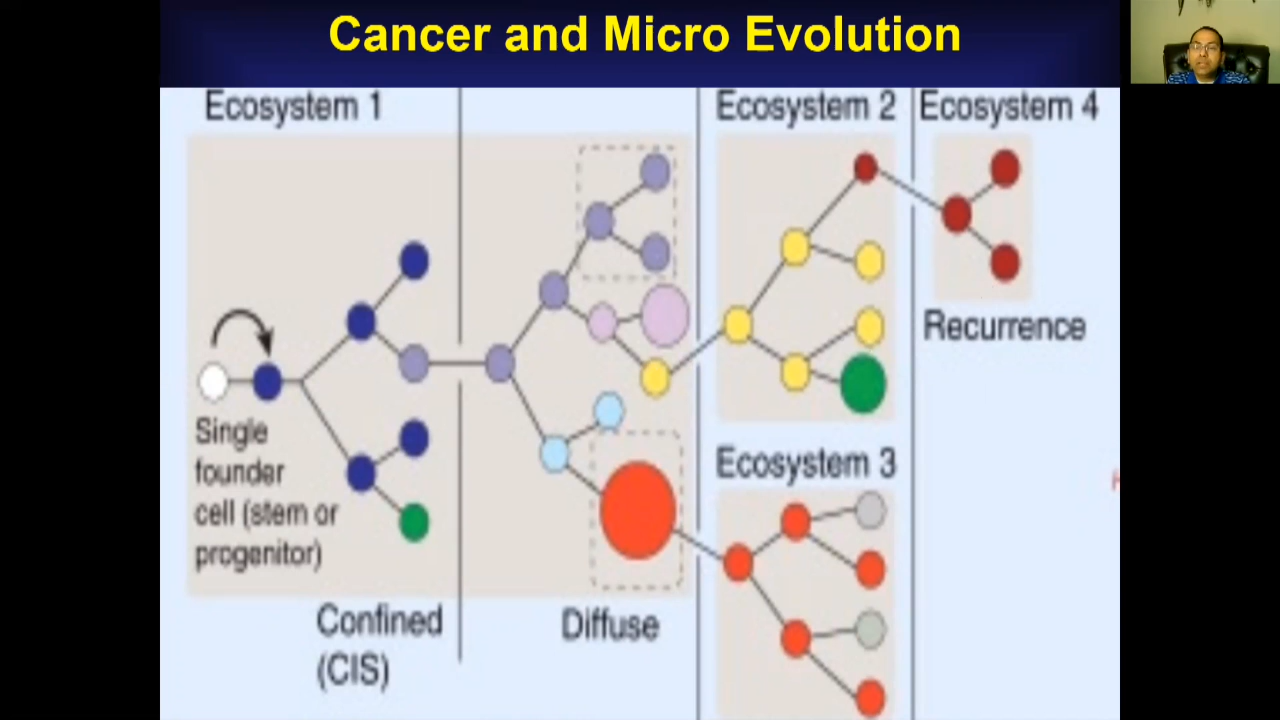 Cancer and Micro Evolution
Ecosystem 1
Ecosystem 2
Ecosystem 4
Single
founder
cell (stem or
progenitor)
Recurrence
Ecosystem 3
Confined
(CIS)
Diffuse